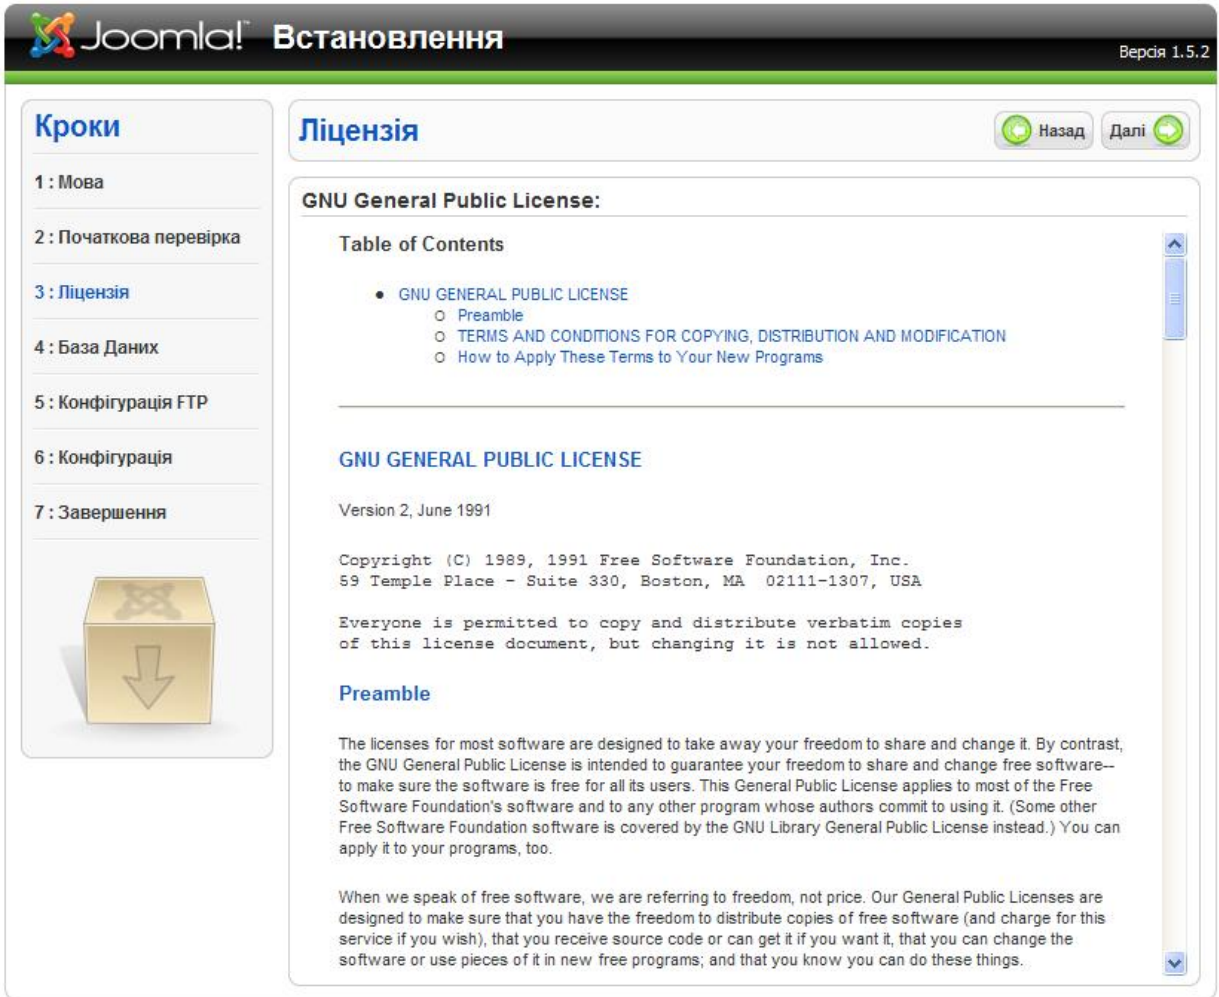 Joomla!™ Встановлення
Версія 1.5.2
Кроки
1 : Мова
2 : Початкова перевірка
3 : Ліцензія
4 : База Даних
5 : Конфігурація FTP
6 : Конфігурація
7 : Завершення
Ліцензія
Назад
Далі
GNU General Public License:
Table of Contents
GNU GENERAL PUBLIC LICENSE
Preamble
TERMS AND CONDITIONS FOR COPYING, DISTRIBUTION AND MODIFICATION
How to Apply These Terms to Your New Programs
GNU GENERAL PUBLIC LICENSE
Version 2, June 1991
Copyright (C) 1989, 1991 Free Software Foundation, Inc.
59 Temple Place - Suite 330, Boston, MA  02111-1307, USA
Everyone is permitted to copy and distribute verbatim copies
of this license document, but changing it is not allowed.
Preamble
The licenses for most software are designed to take away your freedom to share and change it. By contrast,
the GNU General Public License is intended to guarantee your freedom to share and change free software--
to make sure the software is free for all its users. This General Public License applies to most of the Free
Software Foundation's software and to any other program whose authors commit to using it. (Some other
Free Software Foundation software is covered by the GNU Library General Public License instead.) You can
apply it to your programs, too.
When we speak of free software, we are referring to freedom, not price. Our General Public Licenses are
designed to make sure that you have the freedom to distribute copies of free software (and charge for this
service if you wish), that you receive source code or can get it if you want it, that you can change the
software or use pieces of it in new free programs; and that you know you can do these things.